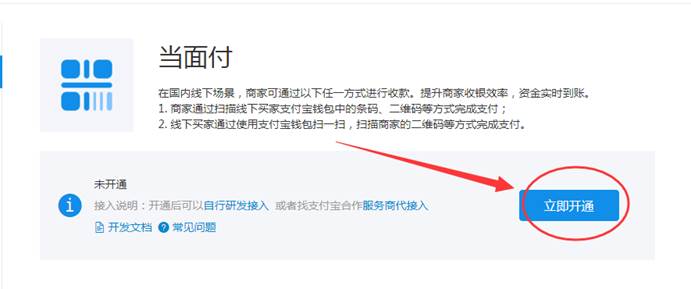 当面付
在国内线下场景，商家可通过以下任一方式进行收款。提升商家收银效率，资金实时到账。
1. 商家通过扫描线下买家支付宝钱包中的条码、二维码等方式完成支付；
2. 线下买家通过使用支付宝钱包扫一扫，扫描商家的二维码等方式完成支付。
未开通
接入说明：开通后可以自行研发接入 或者找支付宝合作服务商代接入
立即开通
开发文档 常见问题